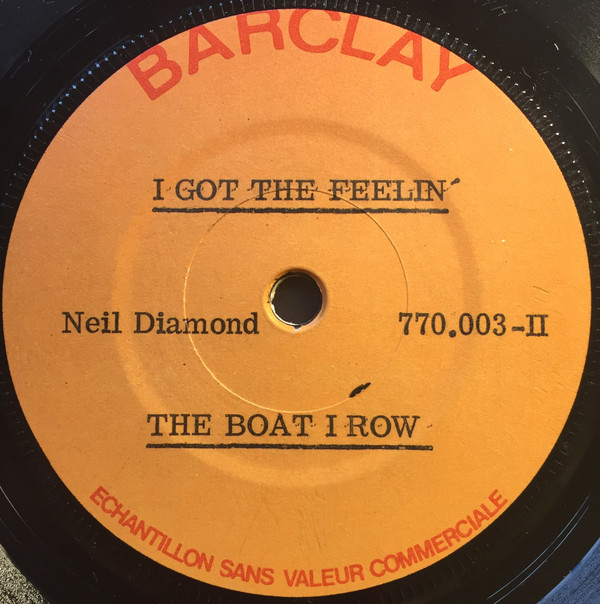 BARCLAY
I GOT THE FEELIN´
Neil Diamond 770.003-II
THE BOAT I ROW
ECHANTILLON SANS VALEUR COMMERCIALE